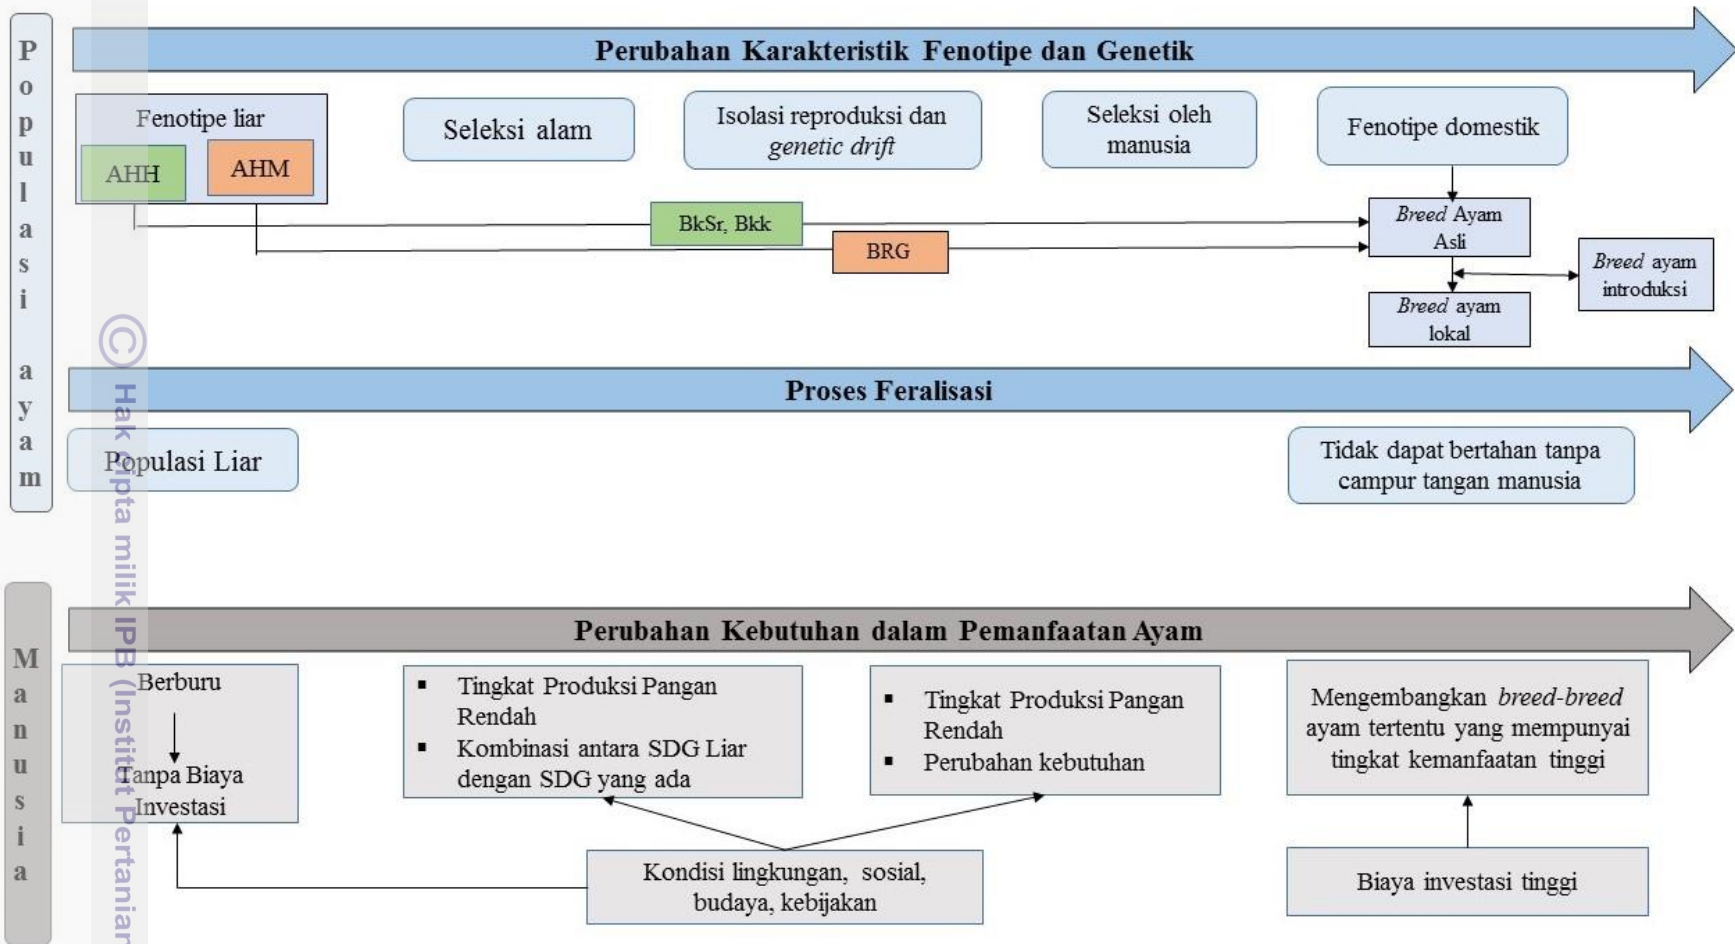 Populasi ayam
Perubahan Karakteristik Fenotipe dan Genetik
Fenotipe liar
AHH
AHM
Seleksi alam
Isolasi reproduksi dan
genetic drift
Seleksi oleh
manusia
Fenotipe domestik
BkSr, Bkk
BRG
Breed Ayam
Asli
Breed ayam
introduksi
Breed ayam
lokal
Proses Feralisasi
Populasi Liar
Tidak dapat bertahan tanpa
campur tangan manusia
Manusia
Perubahan Kebutuhan dalam Pemanfaatan Ayam
Berburu
Tanpa Biaya
Investasi
▪ Tingkat Produksi Pangan
Rendah
▪ Kombinasi antara SDG Liar
dengan SDG yang ada
▪ Tingkat Produksi Pangan
Rendah
▪ Perubahan kebutuhan
Mengembangkan breed-breed
ayam tertentu yang mempunyai
tingkat kemanfaatan tinggi
Kondisi lingkungan, sosial,
budaya, kebijakan
Biaya investasi tinggi
© Hak cipta milik IPB (Institut Pertanian